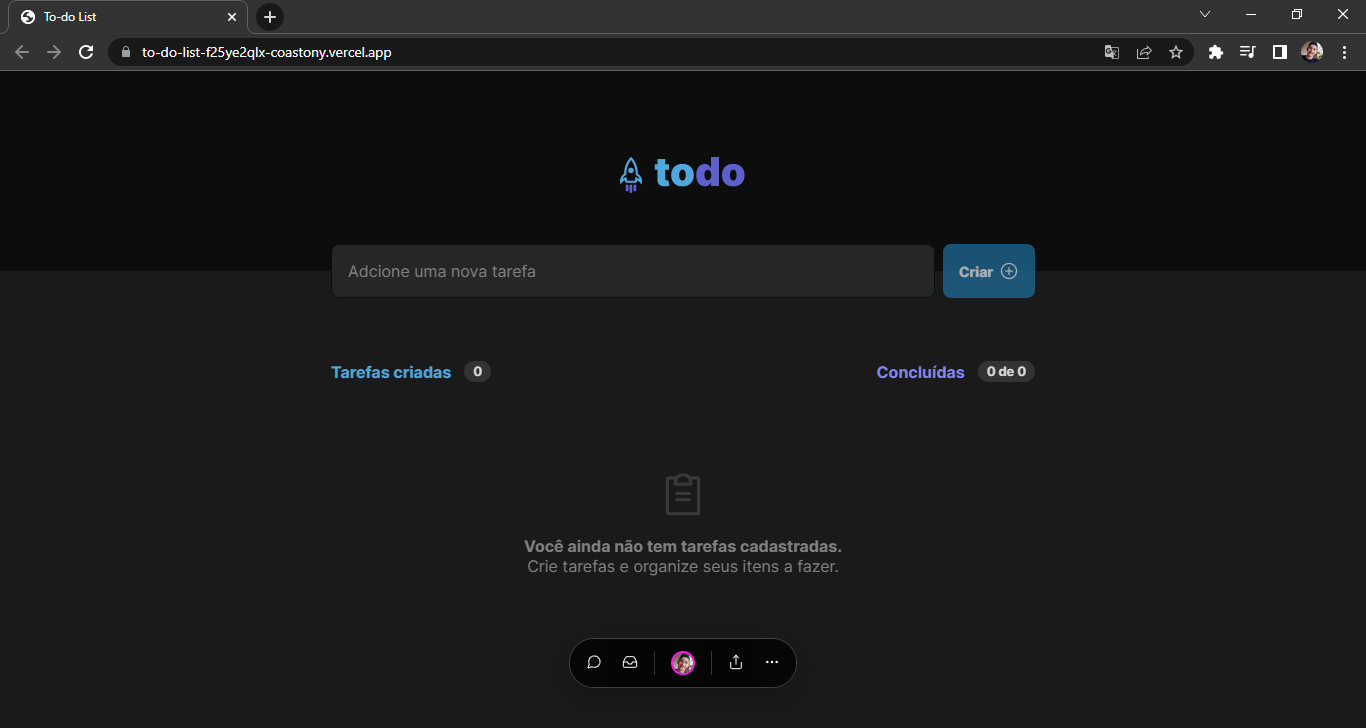 To-do List
to-do-list-f25ye2qlx-coastony.vercel.app
todo
Adcione uma nova tarefa
Criar
Tarefas criadas 0
Concluídas 0 de 0
Você ainda não tem tarefas cadastradas.
Crie tarefas e organize seus itens a fazer.